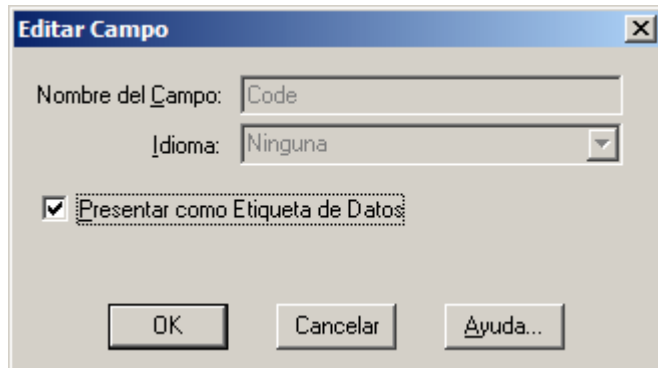 Editar Campo
Nombre del Campo: Code
Idioma: Ninguna
Presentar como Etiqueta de Datos
OK Cancelar Ayuda...